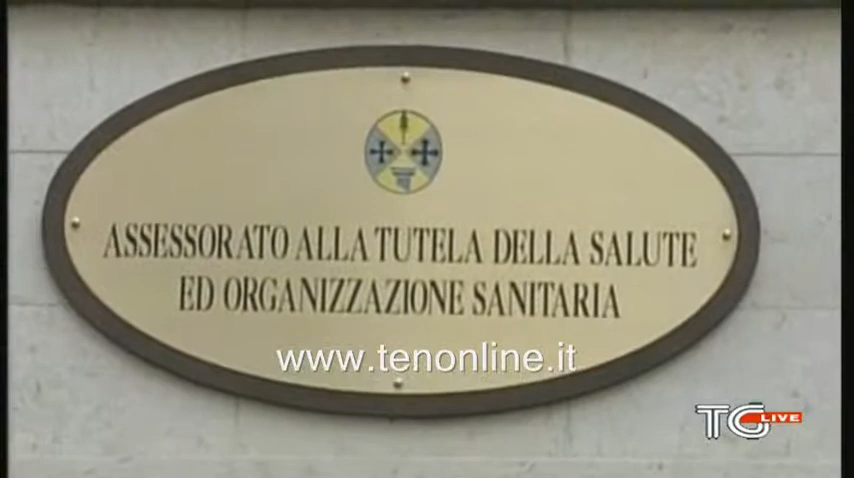 ASSESSORATO ALLA TUTELA DELLA SALUTE
ED ORGANIZZAZIONE SANITARIA
www.tenonline.it
TG LIVE